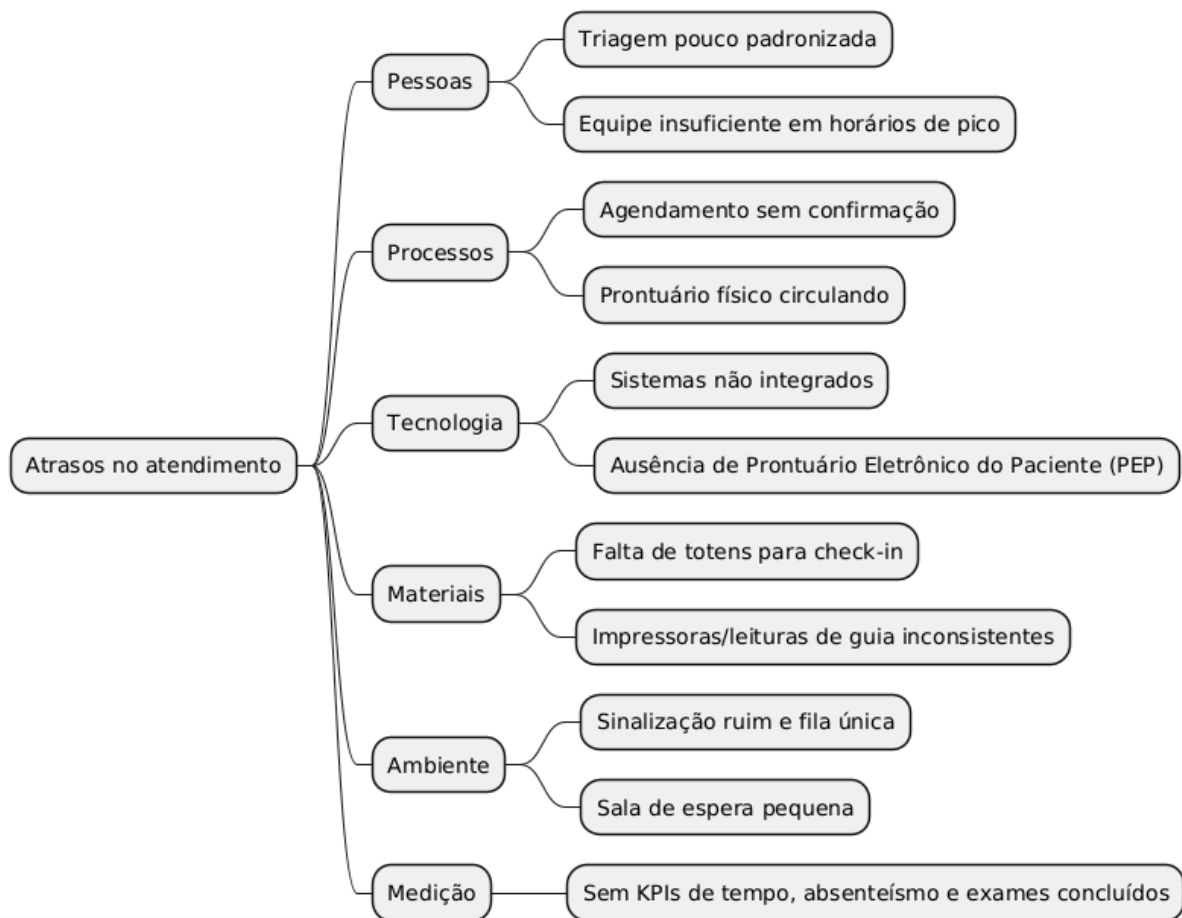 Atrasos no atendimento
Pessoas
Triagem pouco padronizada
Equipe insuficiente em horários de pico
Processos
Agendamento sem confirmação
Prontuário físico circulando
Tecnologia
Sistemas não integrados
Ausência de Prontuário Eletrônico do Paciente (PEP)
Materiais
Falta de totens para check-in
Impressoras/leituras de guia inconsistentes
Ambiente
Sinalização ruim e fila única
Sala de espera pequena
Medição
Sem KPIs de tempo, absenteísmo e exames concluídos